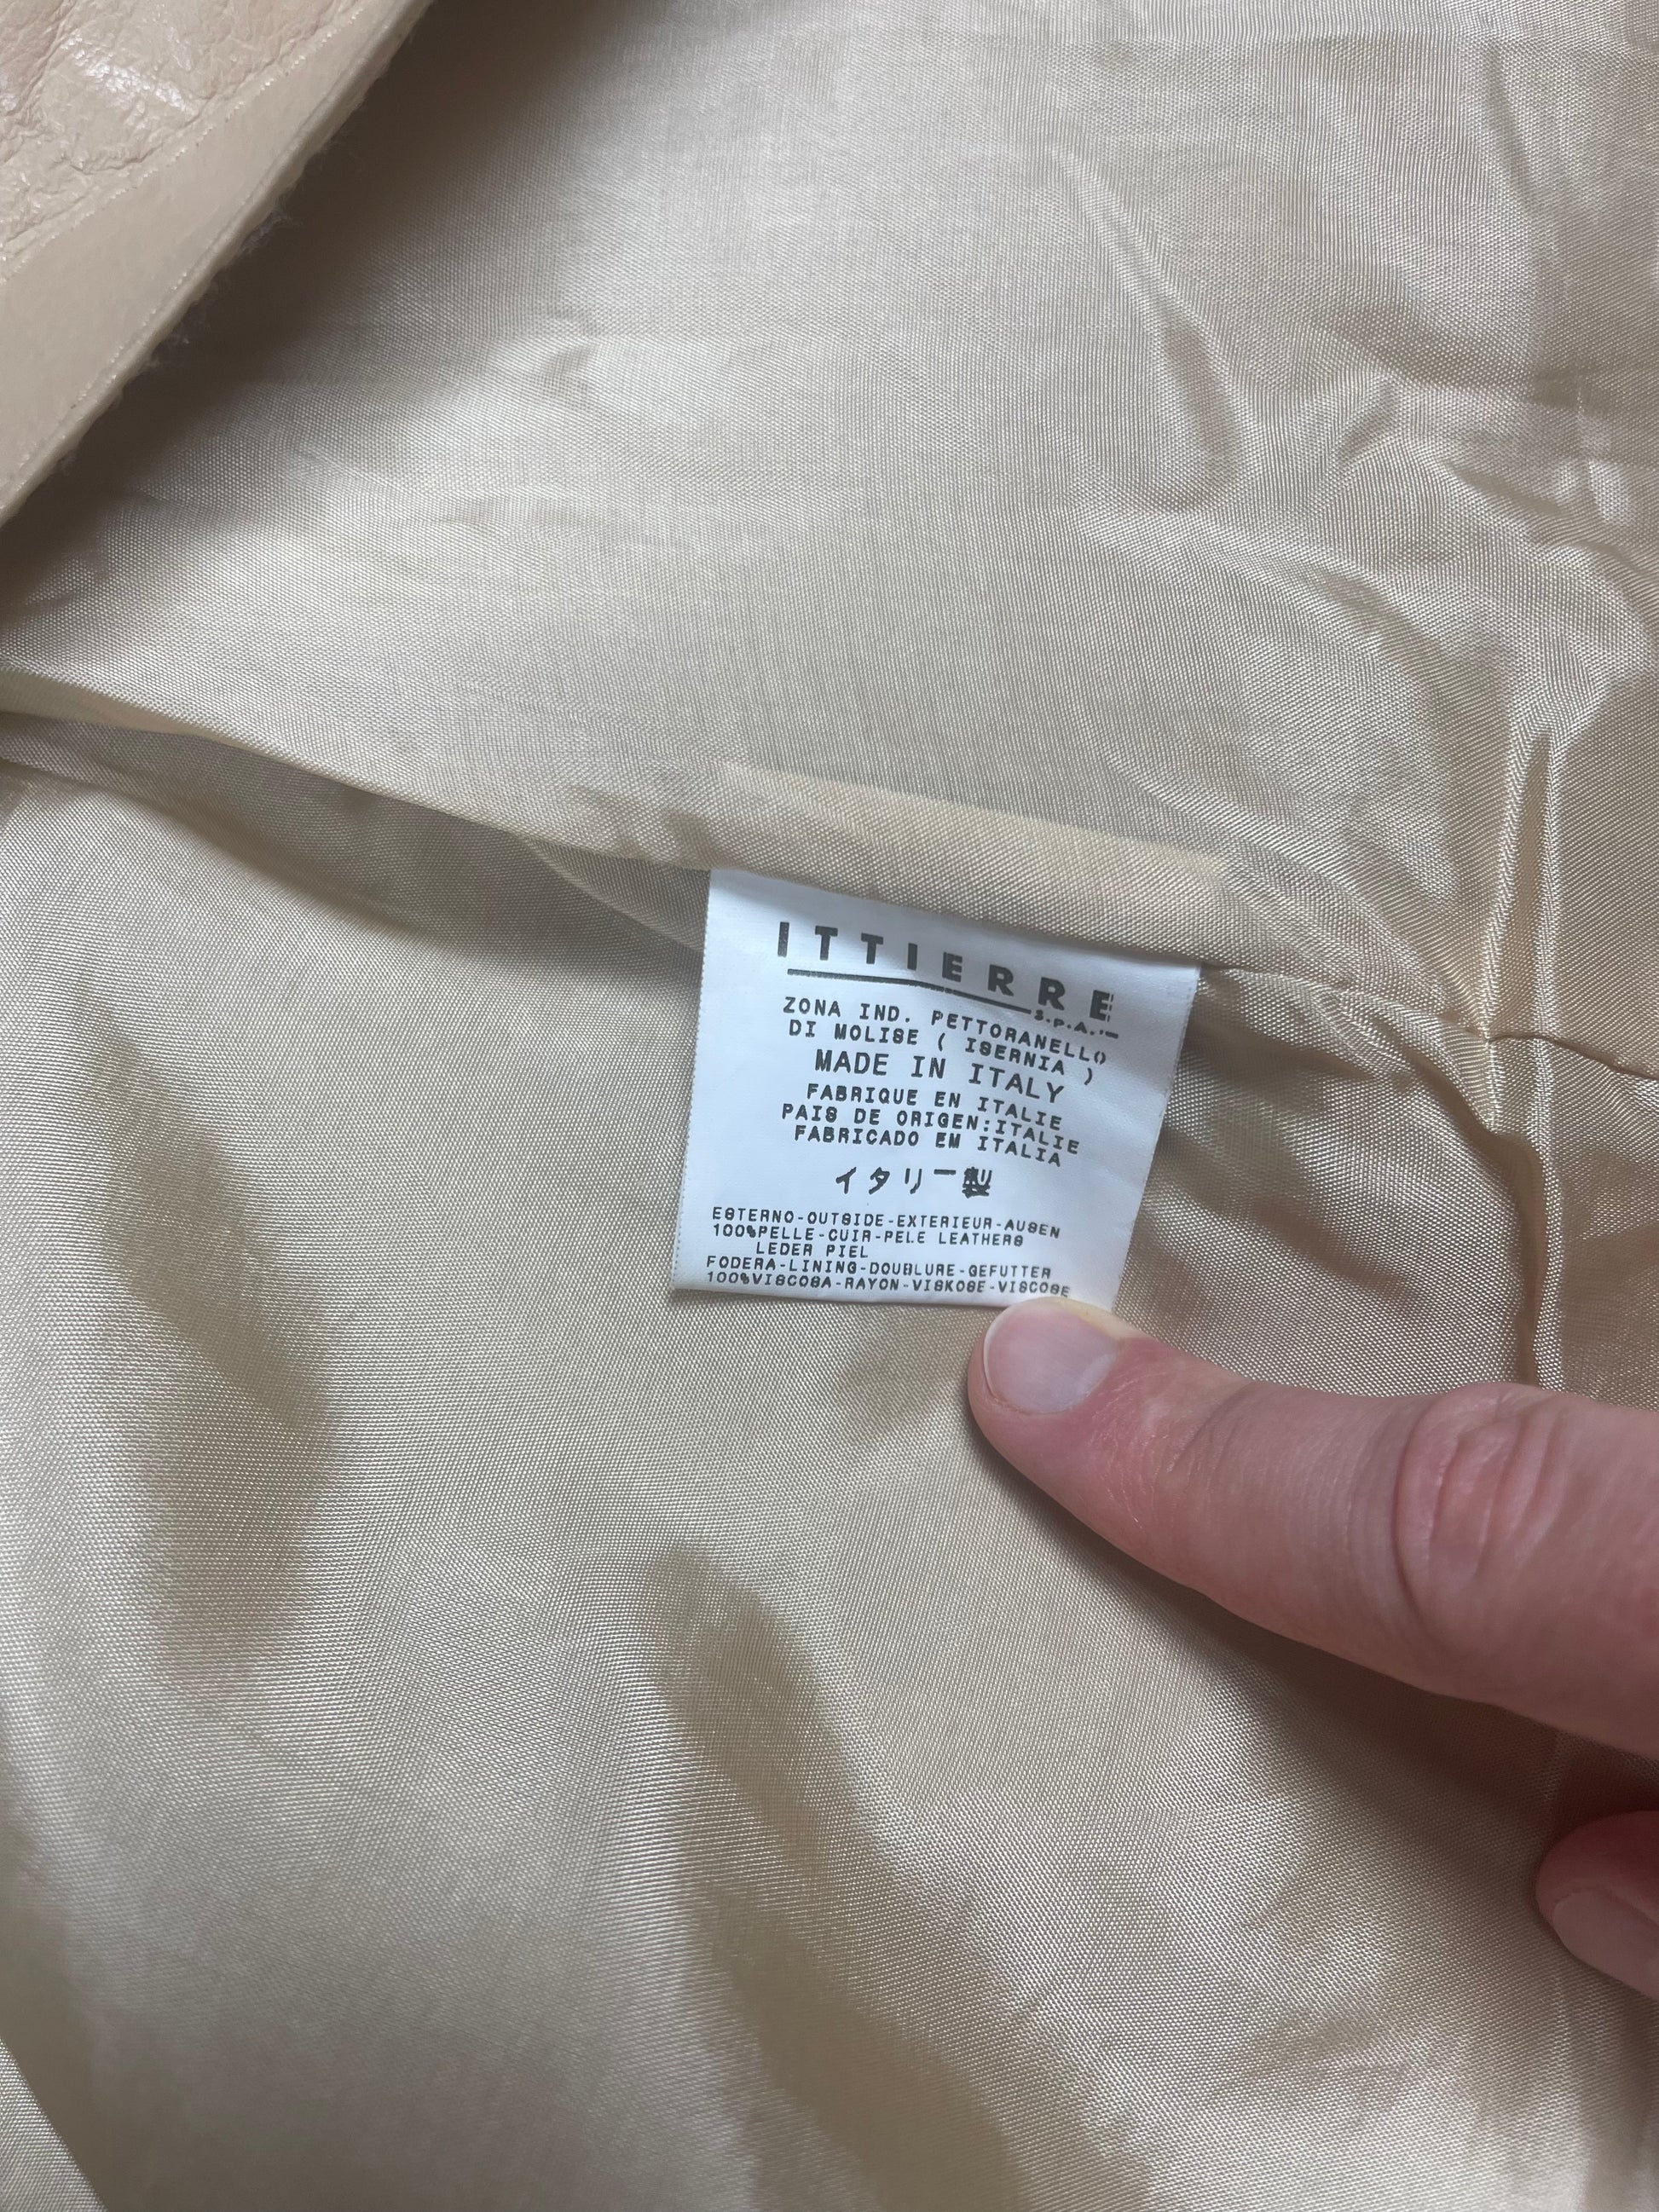 ITTIERRE
S.p.A.
ZONA IND. PETTORANELLO
DI MOLISE ( ISERNIA )
MADE IN ITALY
FABRIQUE EN ITALIE
PAIS DE ORIGEN:ITALIE
FABRICADO EM ITALIA
イタリー製
ESTERNO-OUTSIDE-EXTERIEUR-AUSEN
100%PELLE-CUIR-PELE LEATHERS
LEDER PIEL
FODERA-LINING-DOUBLURE-GEFUTTER
100%VISCOSA-RAYON-VISKOSE-VISCOSE